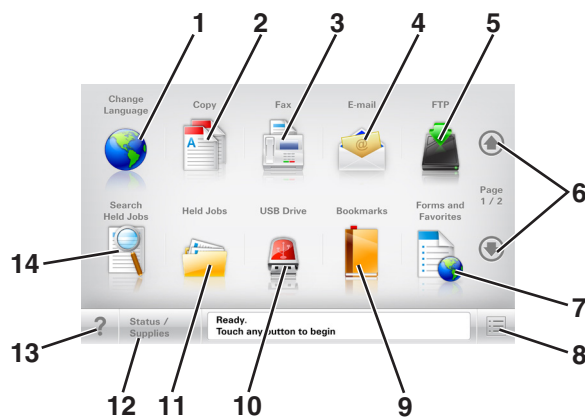 1 2 3 4 5
Change Language
Copy
Fax
E-mail
FTP
A
@
6
Page
1 / 2
Search Held Jobs
Held Jobs
USB Drive
Bookmarks
Forms and Favorites
14
7
?
Status / Supplies
Ready.
Touch any button to begin
13
12
11
10
9
8